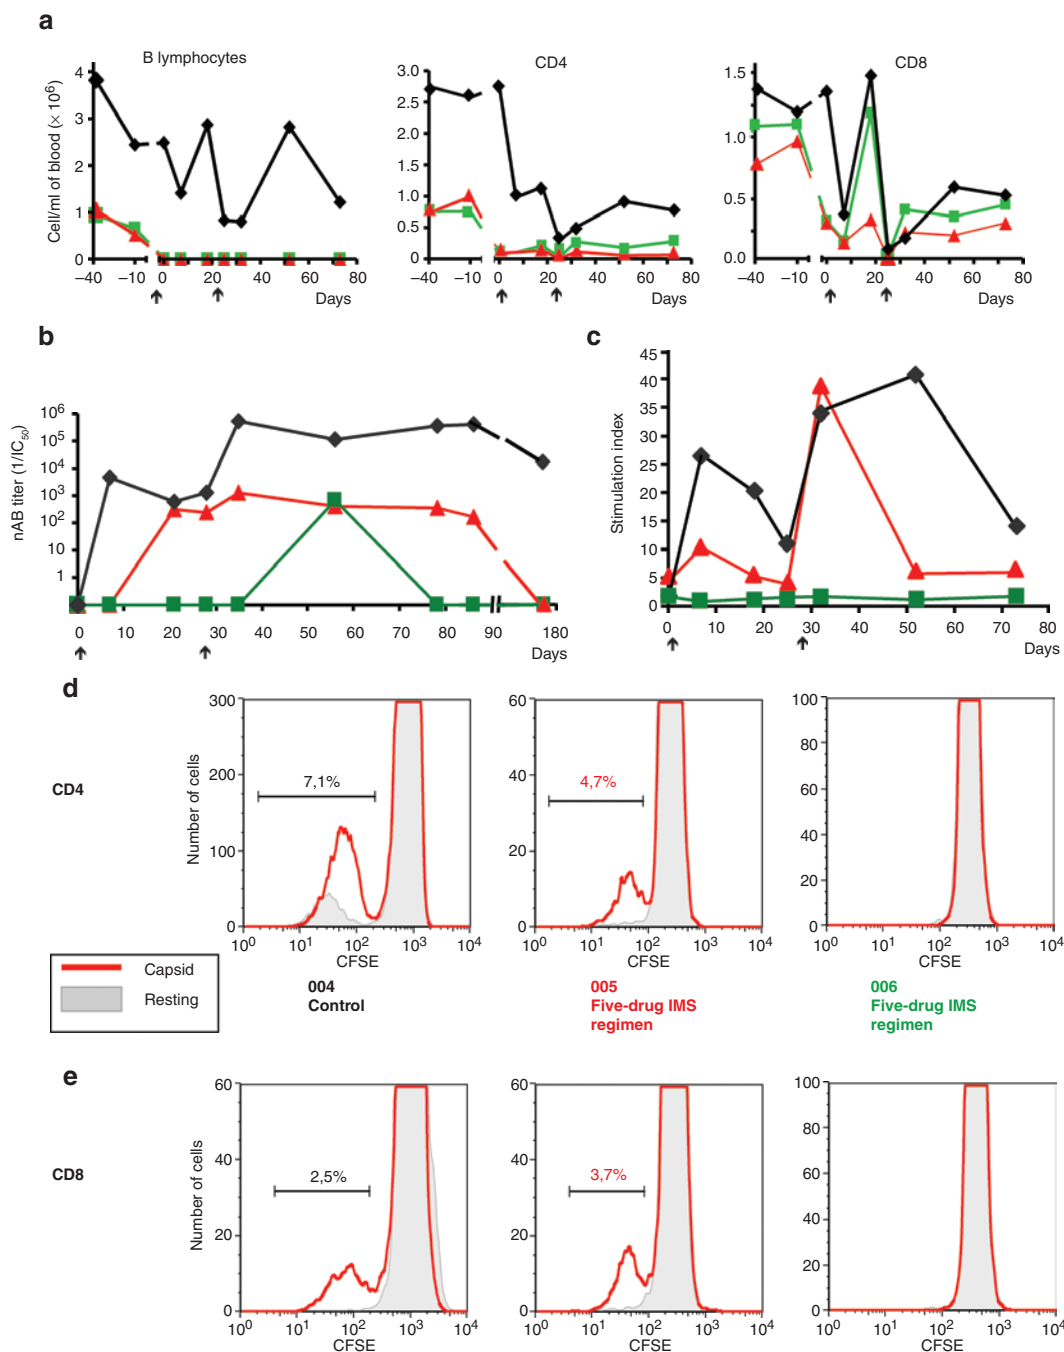 a
B lymphocytes
CD4
CD8
Cell/ml of blood (× 10⁶)
4
3
2
1
0
3.0
2.5
2.0
1.5
1.0
0.5
0
1.5
1.0
0.5
0.0
−40 −10 0 20 40 60 80
−40 −10 0 20 40 60 80
−40 −10 0 20 40 60 80
Days
Days
Days
b
nAB titer (1/IC₅₀)
10⁶
10⁵
10⁴
10³
10²
10
1
0 10 20 30 40 50 60 70 80 90 180
Days
c
Stimulation index
45
40
35
30
25
20
15
10
5
0
0 10 20 30 40 50 60 70 80
Days
d
CD4
Number of cells
300
200
100
0
7,1%
10⁰ 10¹ 10² 10³ 10⁴
CFSE
60
40
20
0
4,7%
10⁰ 10¹ 10² 10³ 10⁴
CFSE
100
80
60
40
20
0
10⁰ 10¹ 10² 10³ 10⁴
CFSE
Capsid
Resting
004
Control
005
Five-drug IMS
regimen
006
Five-drug IMS
regimen
e
CD8
Number of cells
60
40
20
0
2,5%
10⁰ 10¹ 10² 10³ 10⁴
CFSE
60
40
20
0
3,7%
10⁰ 10¹ 10² 10³ 10⁴
CFSE
100
80
60
40
20
0
10⁰ 10¹ 10² 10³ 10⁴
CFSE